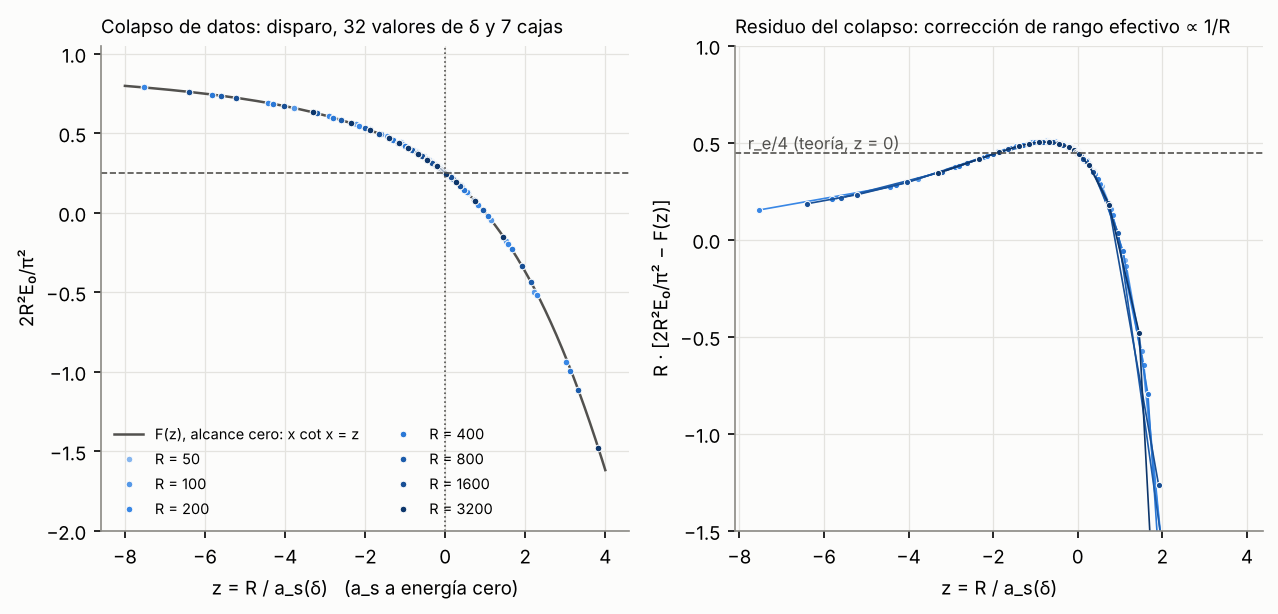 Colapso de datos: disparo, 32 valores de δ y 7 cajas
1.0
0.5
0.0
−0.5
−1.0
−1.5
−2.0
2R²E₀/π²
F(z), alcance cero: x cot x = z
R = 50
R = 100
R = 200
R = 400
R = 800
R = 1600
R = 3200
−8
−6
−4
−2
0
2
4
z = R / a_s(δ)   (a_s a energía cero)
Residuo del colapso: corrección de rango efectivo ∝ 1/R
1.0
0.5
0.0
−0.5
−1.0
−1.5
R · [2R²E₀/π² − F(z)]
r_e/4 (teoría, z = 0)
−8
−6
−4
−2
0
2
4
z = R / a_s(δ)